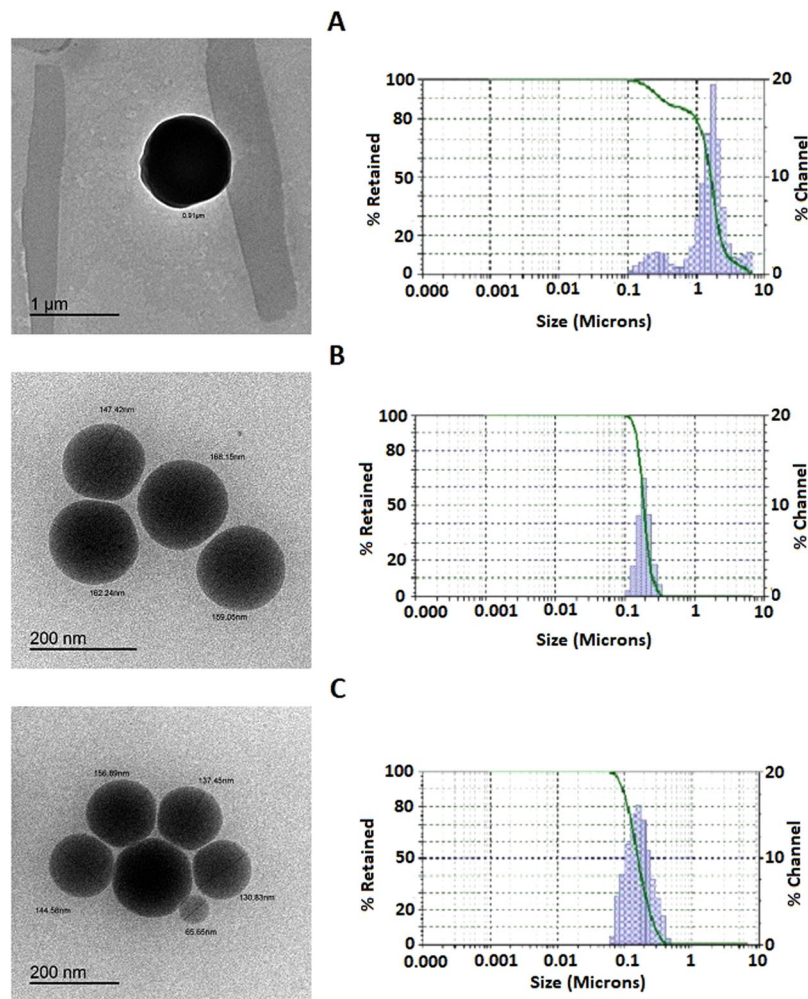 A
0.91µm
1 µm
% Retained
100
80
50
20
0
20
10
0
% Channel
0.000 0.001 0.01 0.1 1 10
Size (Microns)
B
147.42nm
168.15nm
162.24nm
159.05nm
200 nm
% Retained
100
80
50
20
0
20
10
0
% Channel
0.000 0.001 0.01 0.1 1 10
Size (Microns)
C
156.89nm
137.45nm
144.56nm
130.83nm
65.65nm
200 nm
% Retained
100
80
50
20
0
20
10
0
% Channel
0.000 0.001 0.01 0.1 1 10
Size (Microns)